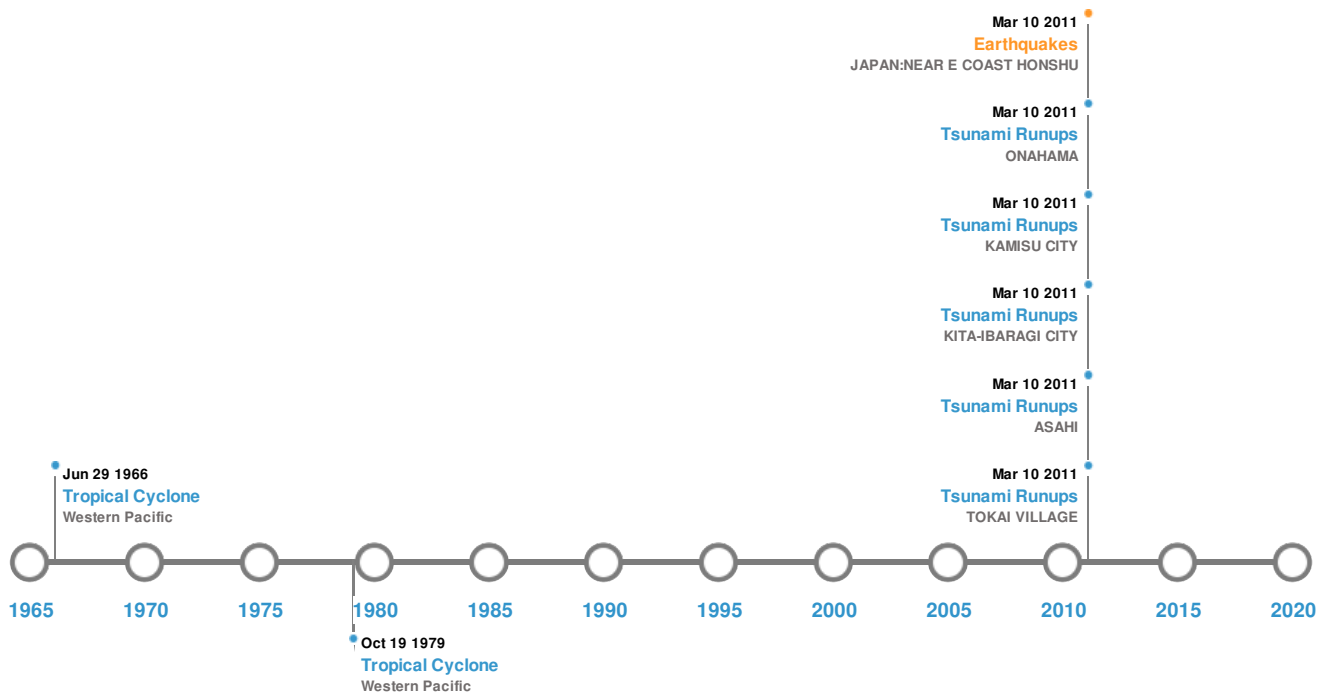 Mar 10 2011
Earthquakes
JAPAN:NEAR E COAST HONSHU
Mar 10 2011
Tsunami Runups
ONAHAMA
Mar 10 2011
Tsunami Runups
KAMISU CITY
Mar 10 2011
Tsunami Runups
KITA-IBARAGI CITY
Mar 10 2011
Tsunami Runups
ASAHI
Jun 29 1966
Tropical Cyclone
Western Pacific
Mar 10 2011
Tsunami Runups
TOKAI VILLAGE
1965 1970 1975 1980 1985 1990 1995 2000 2005 2010 2015 2020
Oct 19 1979
Tropical Cyclone
Western Pacific